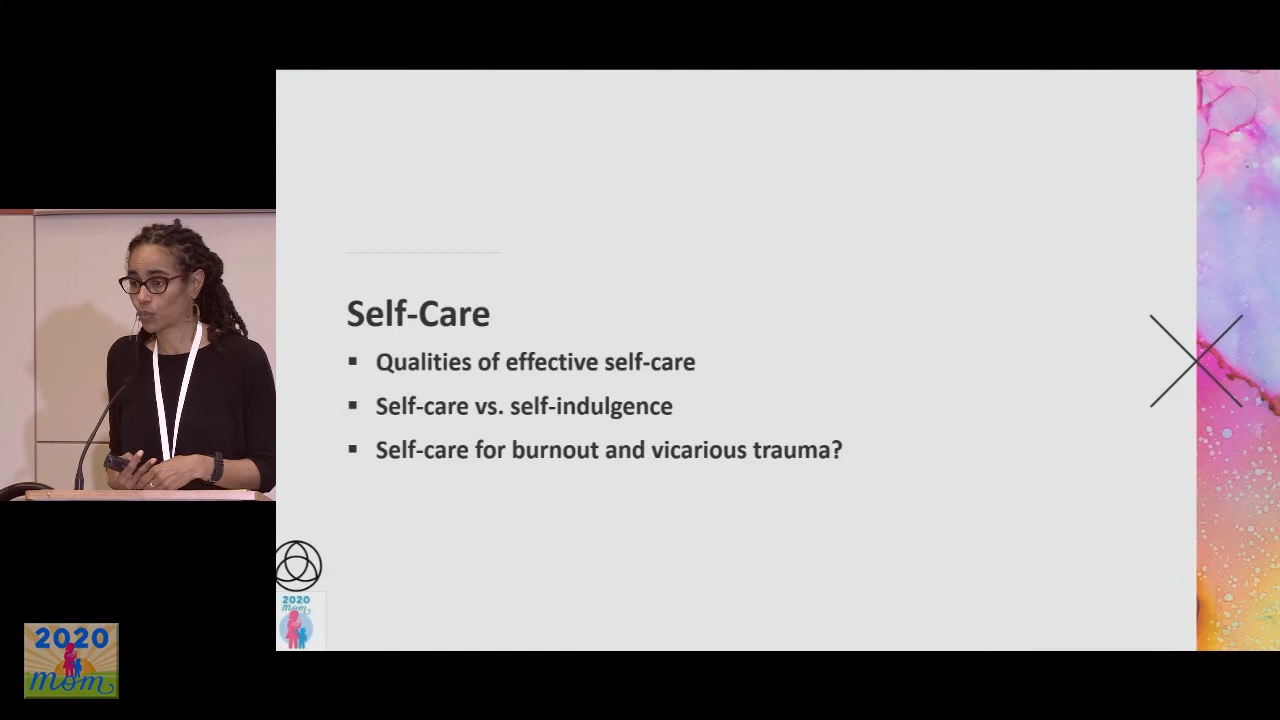 Self-Care
▪ Qualities of effective self-care
▪ Self-care vs. self-indulgence
▪ Self-care for burnout and vicarious trauma?
2020
mom
2020
mom